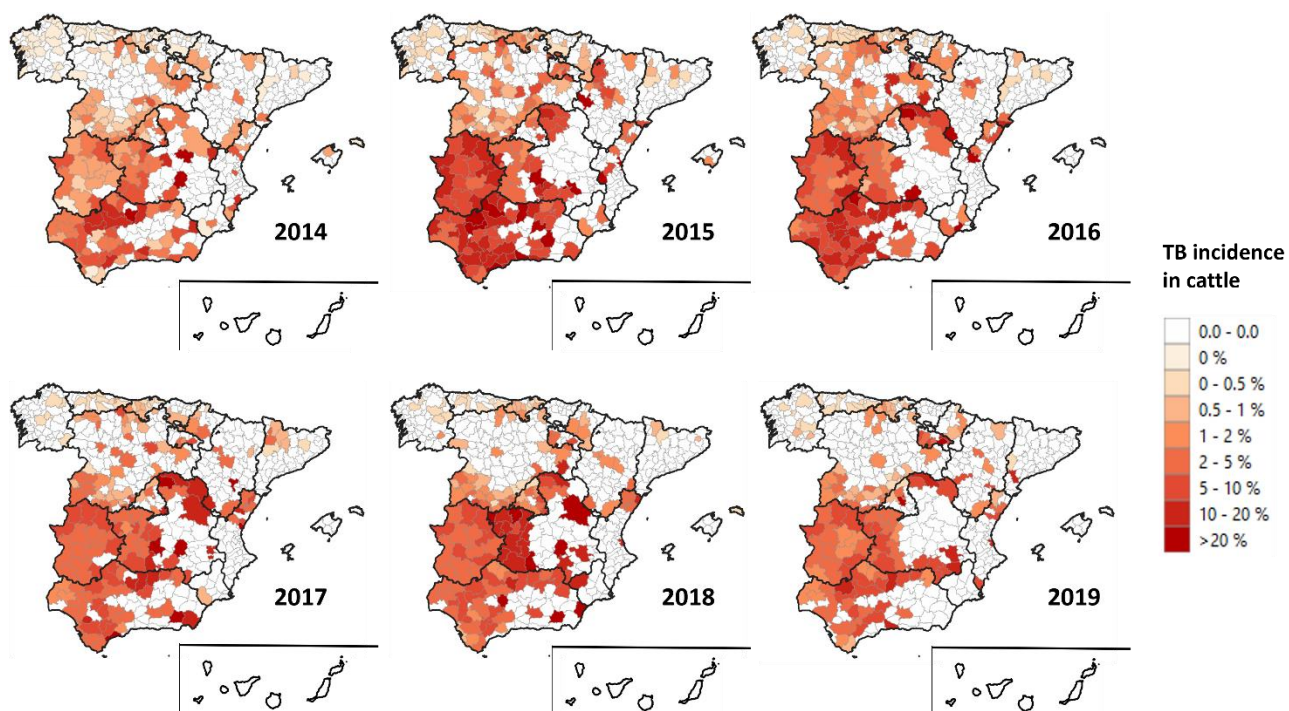 2014
2015
2016
TB incidence
in cattle
0.0 - 0.0
0 %
0 - 0.5 %
0.5 - 1 %
1 - 2 %
2 - 5 %
5 - 10 %
10 - 20 %
>20 %
2017
2018
2019